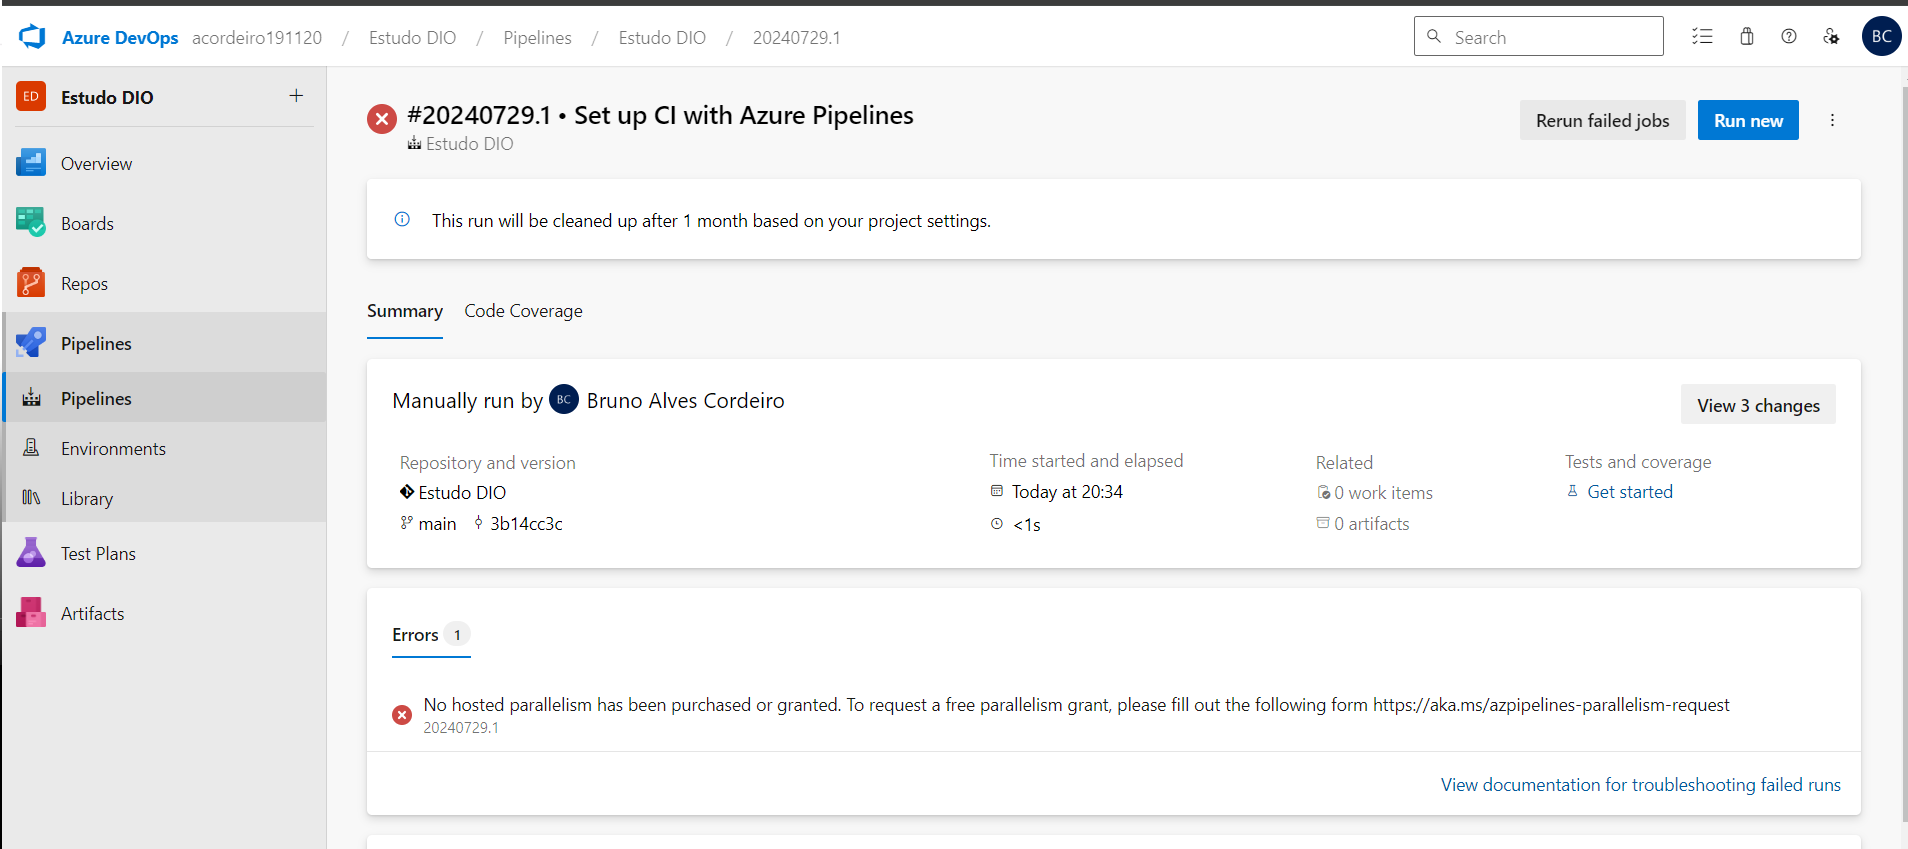 Azure DevOps acordeiro191120 / Estudo DIO / Pipelines / Estudo DIO / 20240729.1 Search BC
ED Estudo DIO +
Overview
Boards
Repos
Pipelines
Pipelines
Environments
Library
Test Plans
Artifacts
#20240729.1 • Set up CI with Azure Pipelines
Estudo DIO
Rerun failed jobs Run new
This run will be cleaned up after 1 month based on your project settings.
Summary Code Coverage
Manually run by BC Bruno Alves Cordeiro
View 3 changes
Repository and version
Estudo DIO
main 3b14cc3c
Time started and elapsed
Today at 20:34
<1s
Related
0 work items
0 artifacts
Tests and coverage
Get started
Errors 1
No hosted parallelism has been purchased or granted. To request a free parallelism grant, please fill out the following form https://aka.ms/azpipelines-parallelism-request
20240729.1
View documentation for troubleshooting failed runs